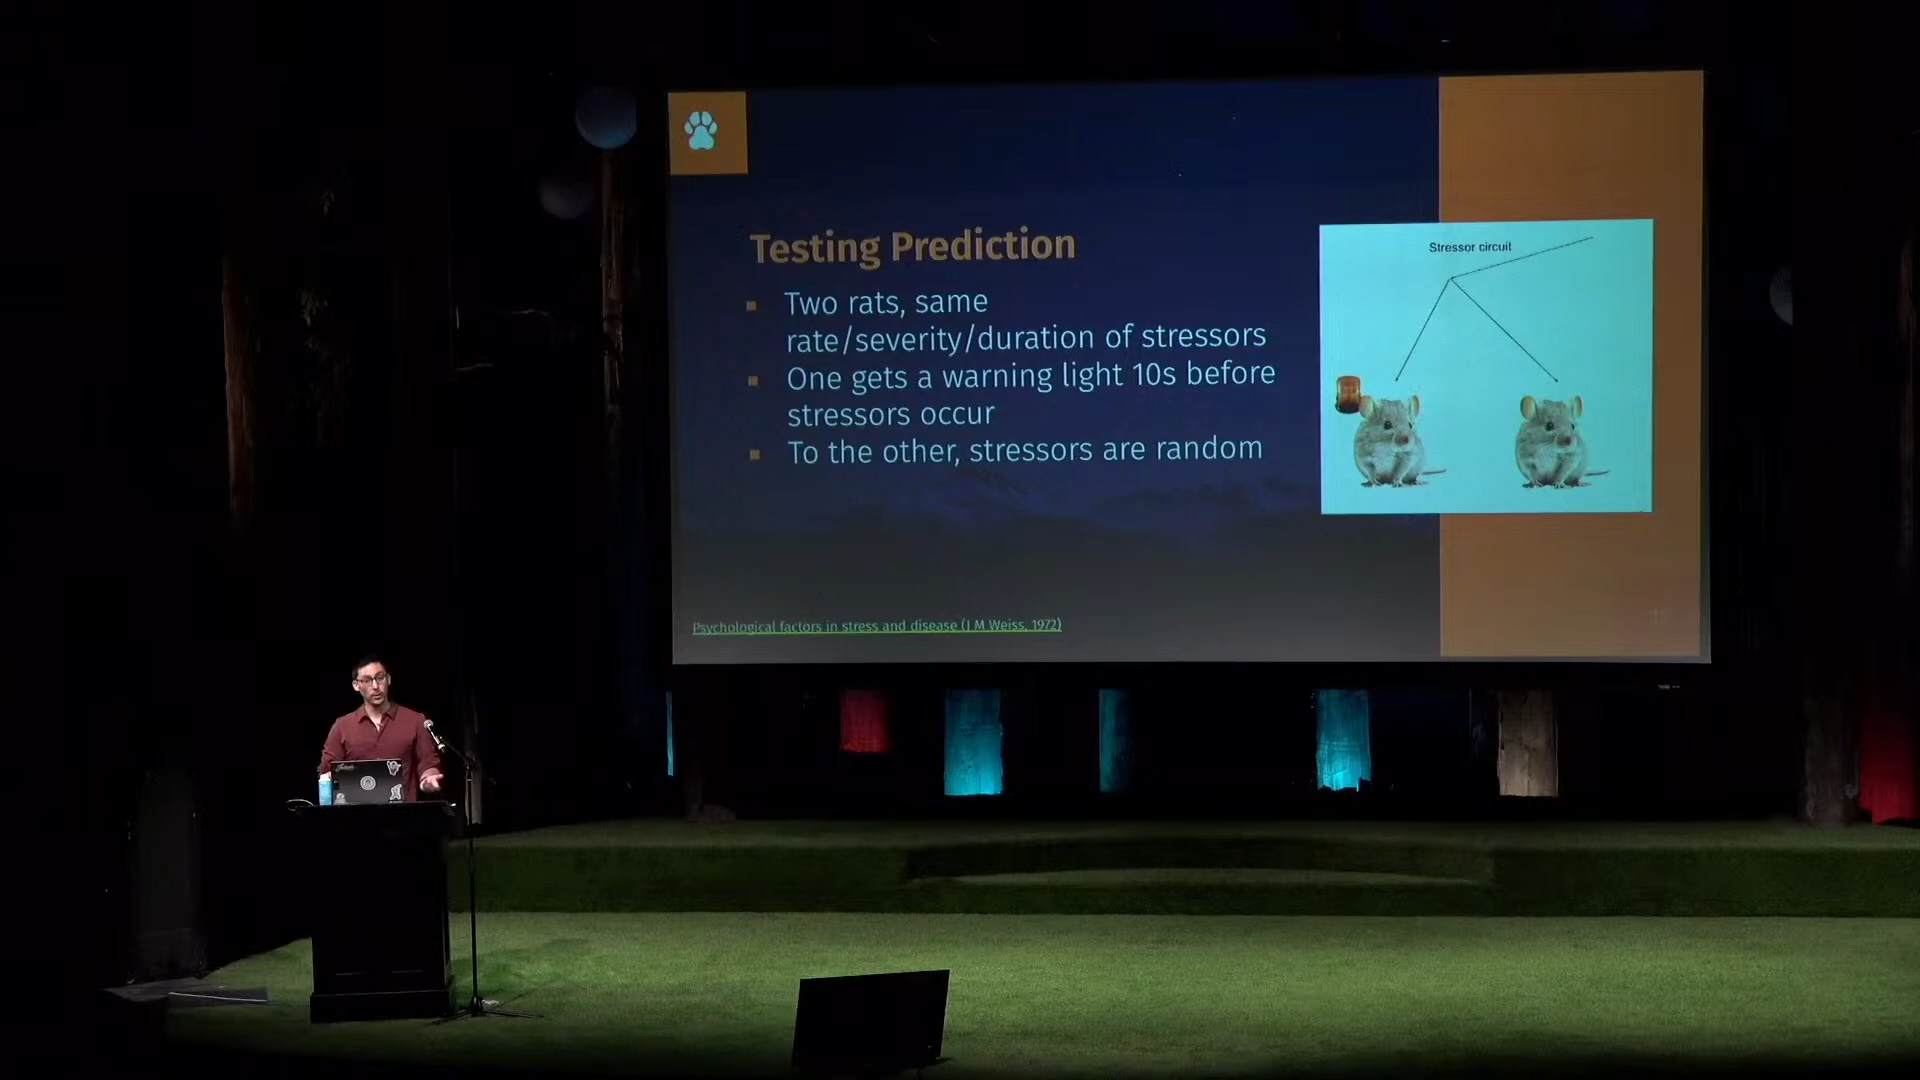 Testing Prediction
Two rats, same
rate/severity/duration of stressors
One gets a warning light 10s before
stressors occur
To the other, stressors are random
Stressor circuit
Psychological factors in stress and disease (J M Weiss, 1972)